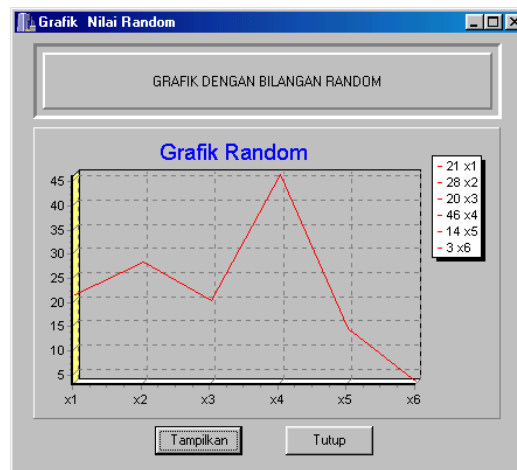 Grafik Nilai Random
GRAFIK DENGAN BILANGAN RANDOM
Grafik Random
45
40
35
30
25
20
15
10
5
x1 x2 x3 x4 x5 x6
21 x1
28 x2
20 x3
46 x4
14 x5
3 x6
Tampilkan Tutup